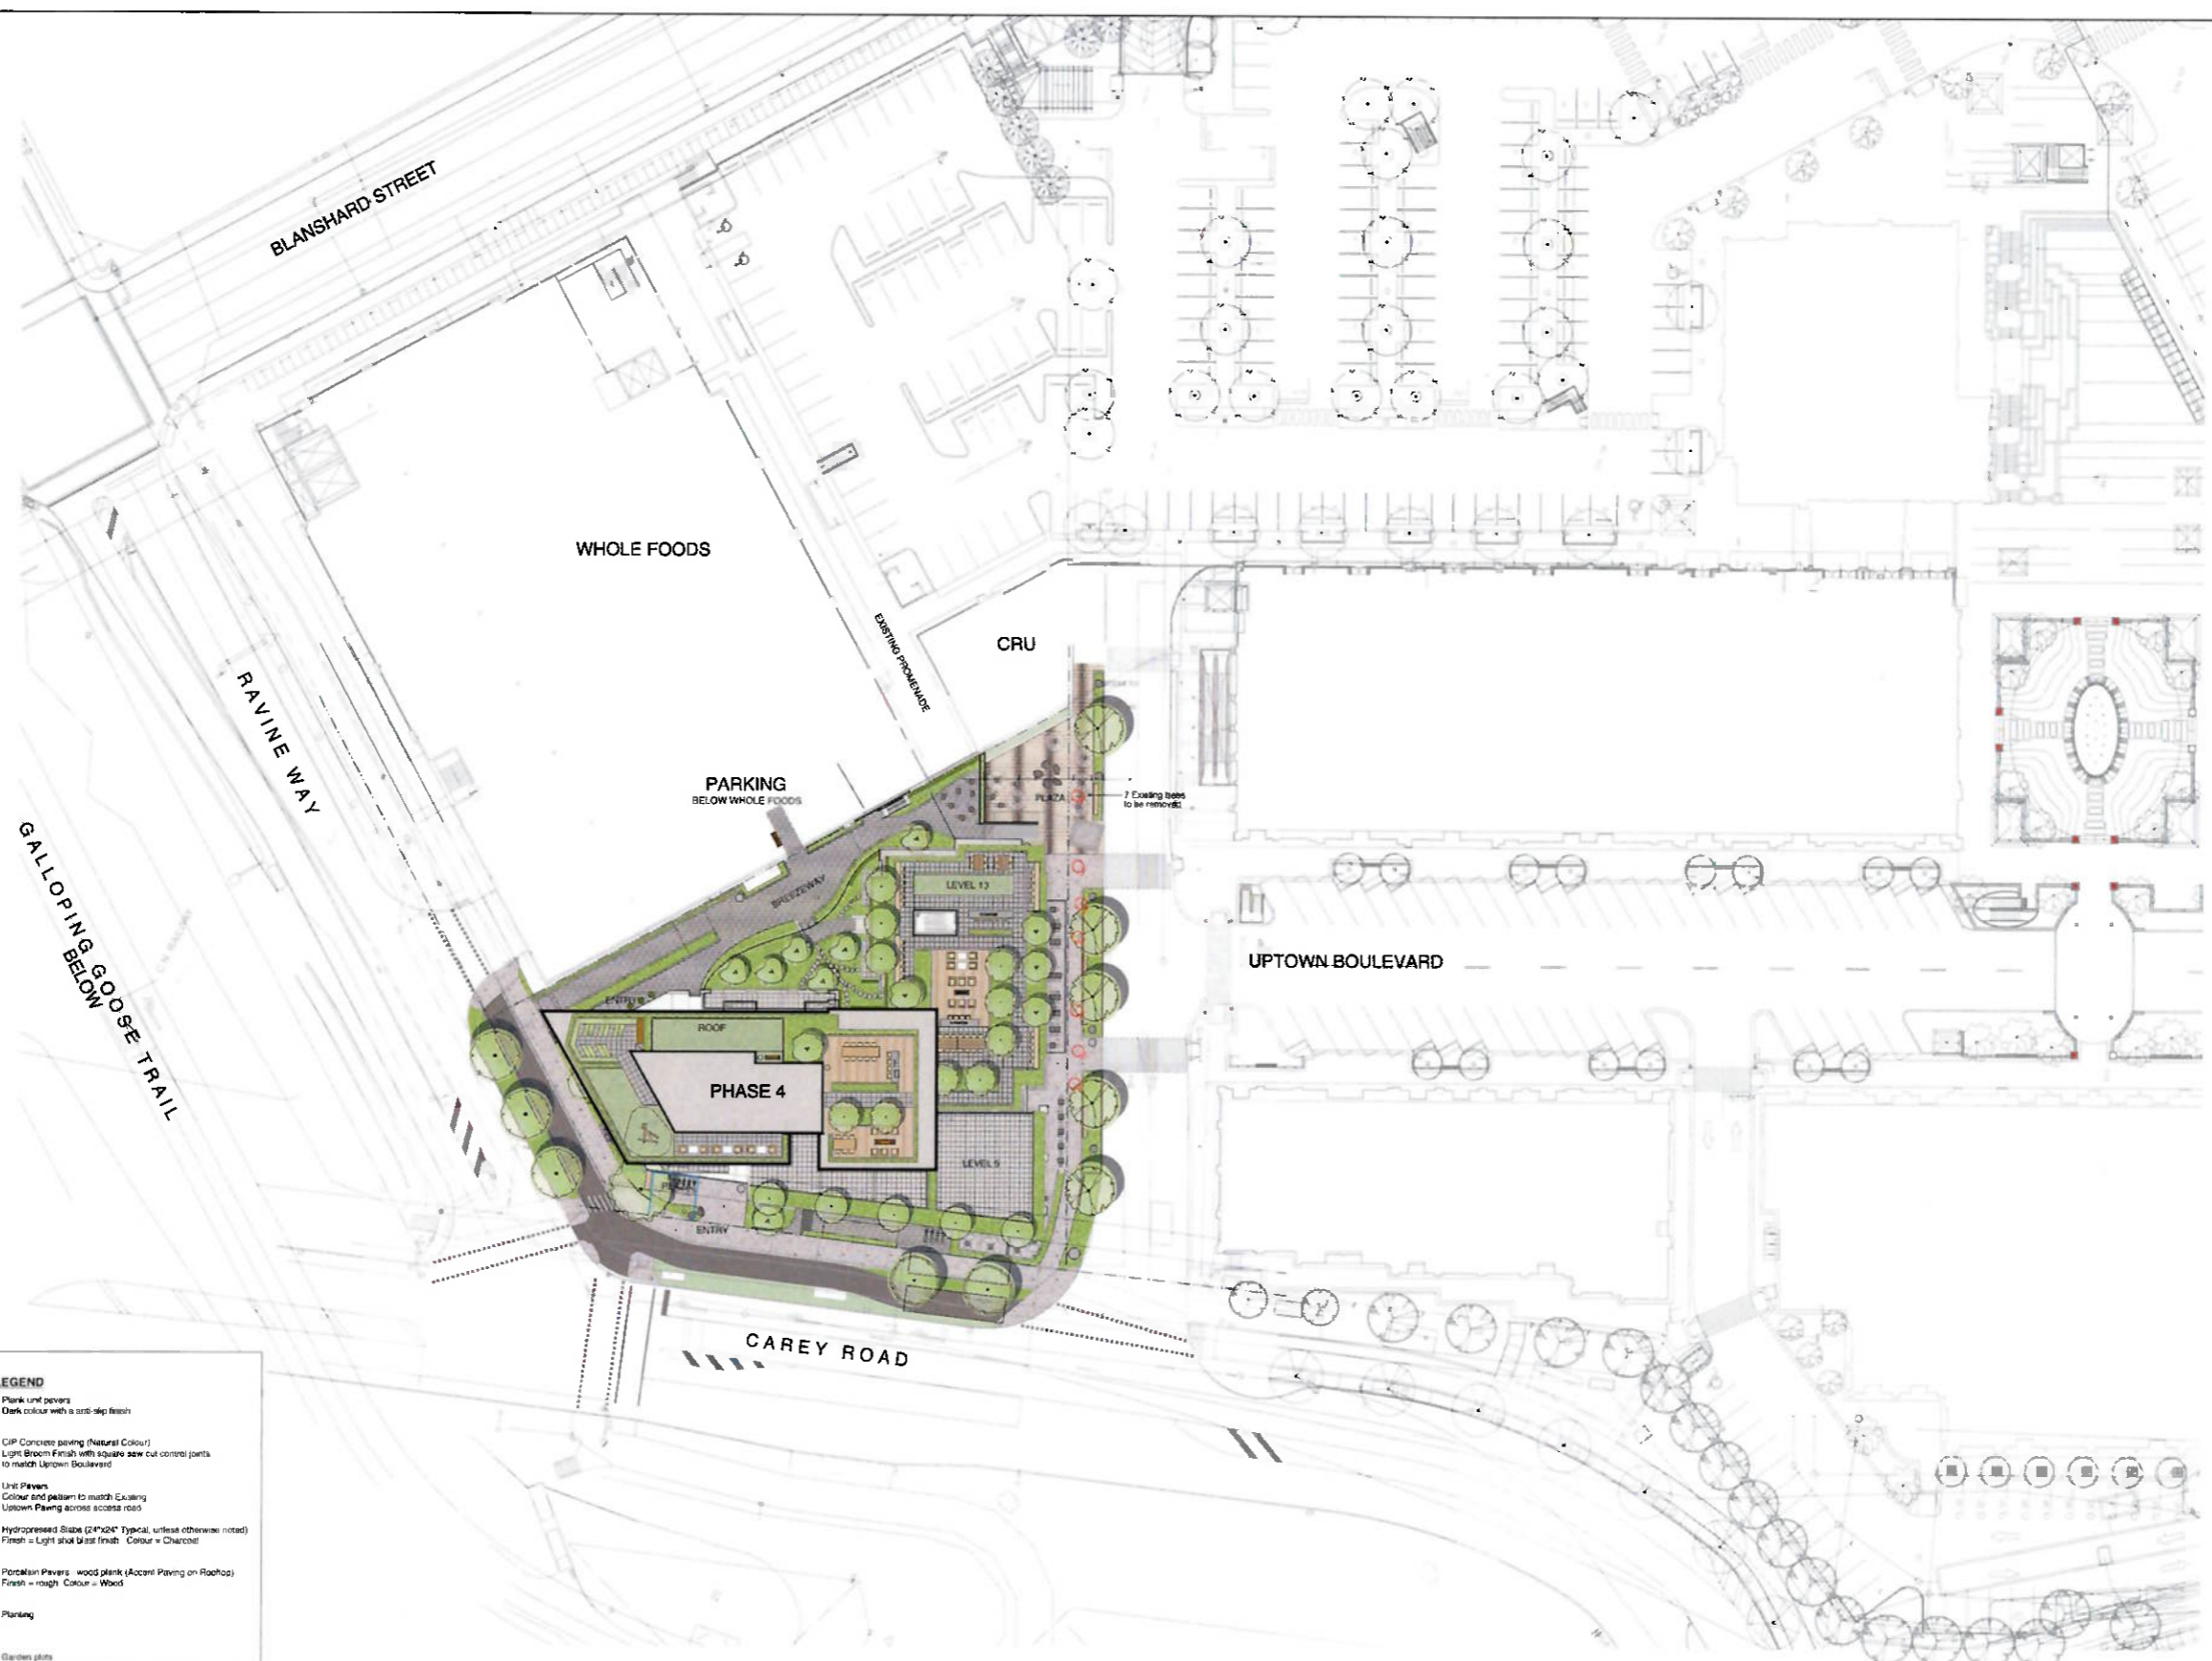 BLANSHARD STREET
WHOLE FOODS
EXISTING PROMENADE
CRU
RAVINE WAY
PARKING
BELOW WHOLE FOODS
PLAZA
7 Existing trees
to be removed
GALLOPING GOOSE TRAIL
BELOW
BREEZEWAY
LEVEL 13
UPTOWN BOULEVARD
ENTRY
ROOF
PHASE 4
LEVEL 5
ENTRY
CAREY ROAD
EGEND
Plank unit pavers
Dark colour with a anti-slip finish
CIP Concrete paving (Natural Colour)
Light Broom Finish with square saw cut control joints
to match Uptown Boulevard
Unit Pavers
Colour and pattern to match Existing
Uptown Paving across access road
Hydropressed Slabs (24"x24" Typical, unless otherwise noted)
Finish = Light shot blast finish Colour = Charcoal
Porcelain Pavers - wood plank (Accent Paving on Rooftop)
Finish = rough Colour = Wood
Planting
Garden plots